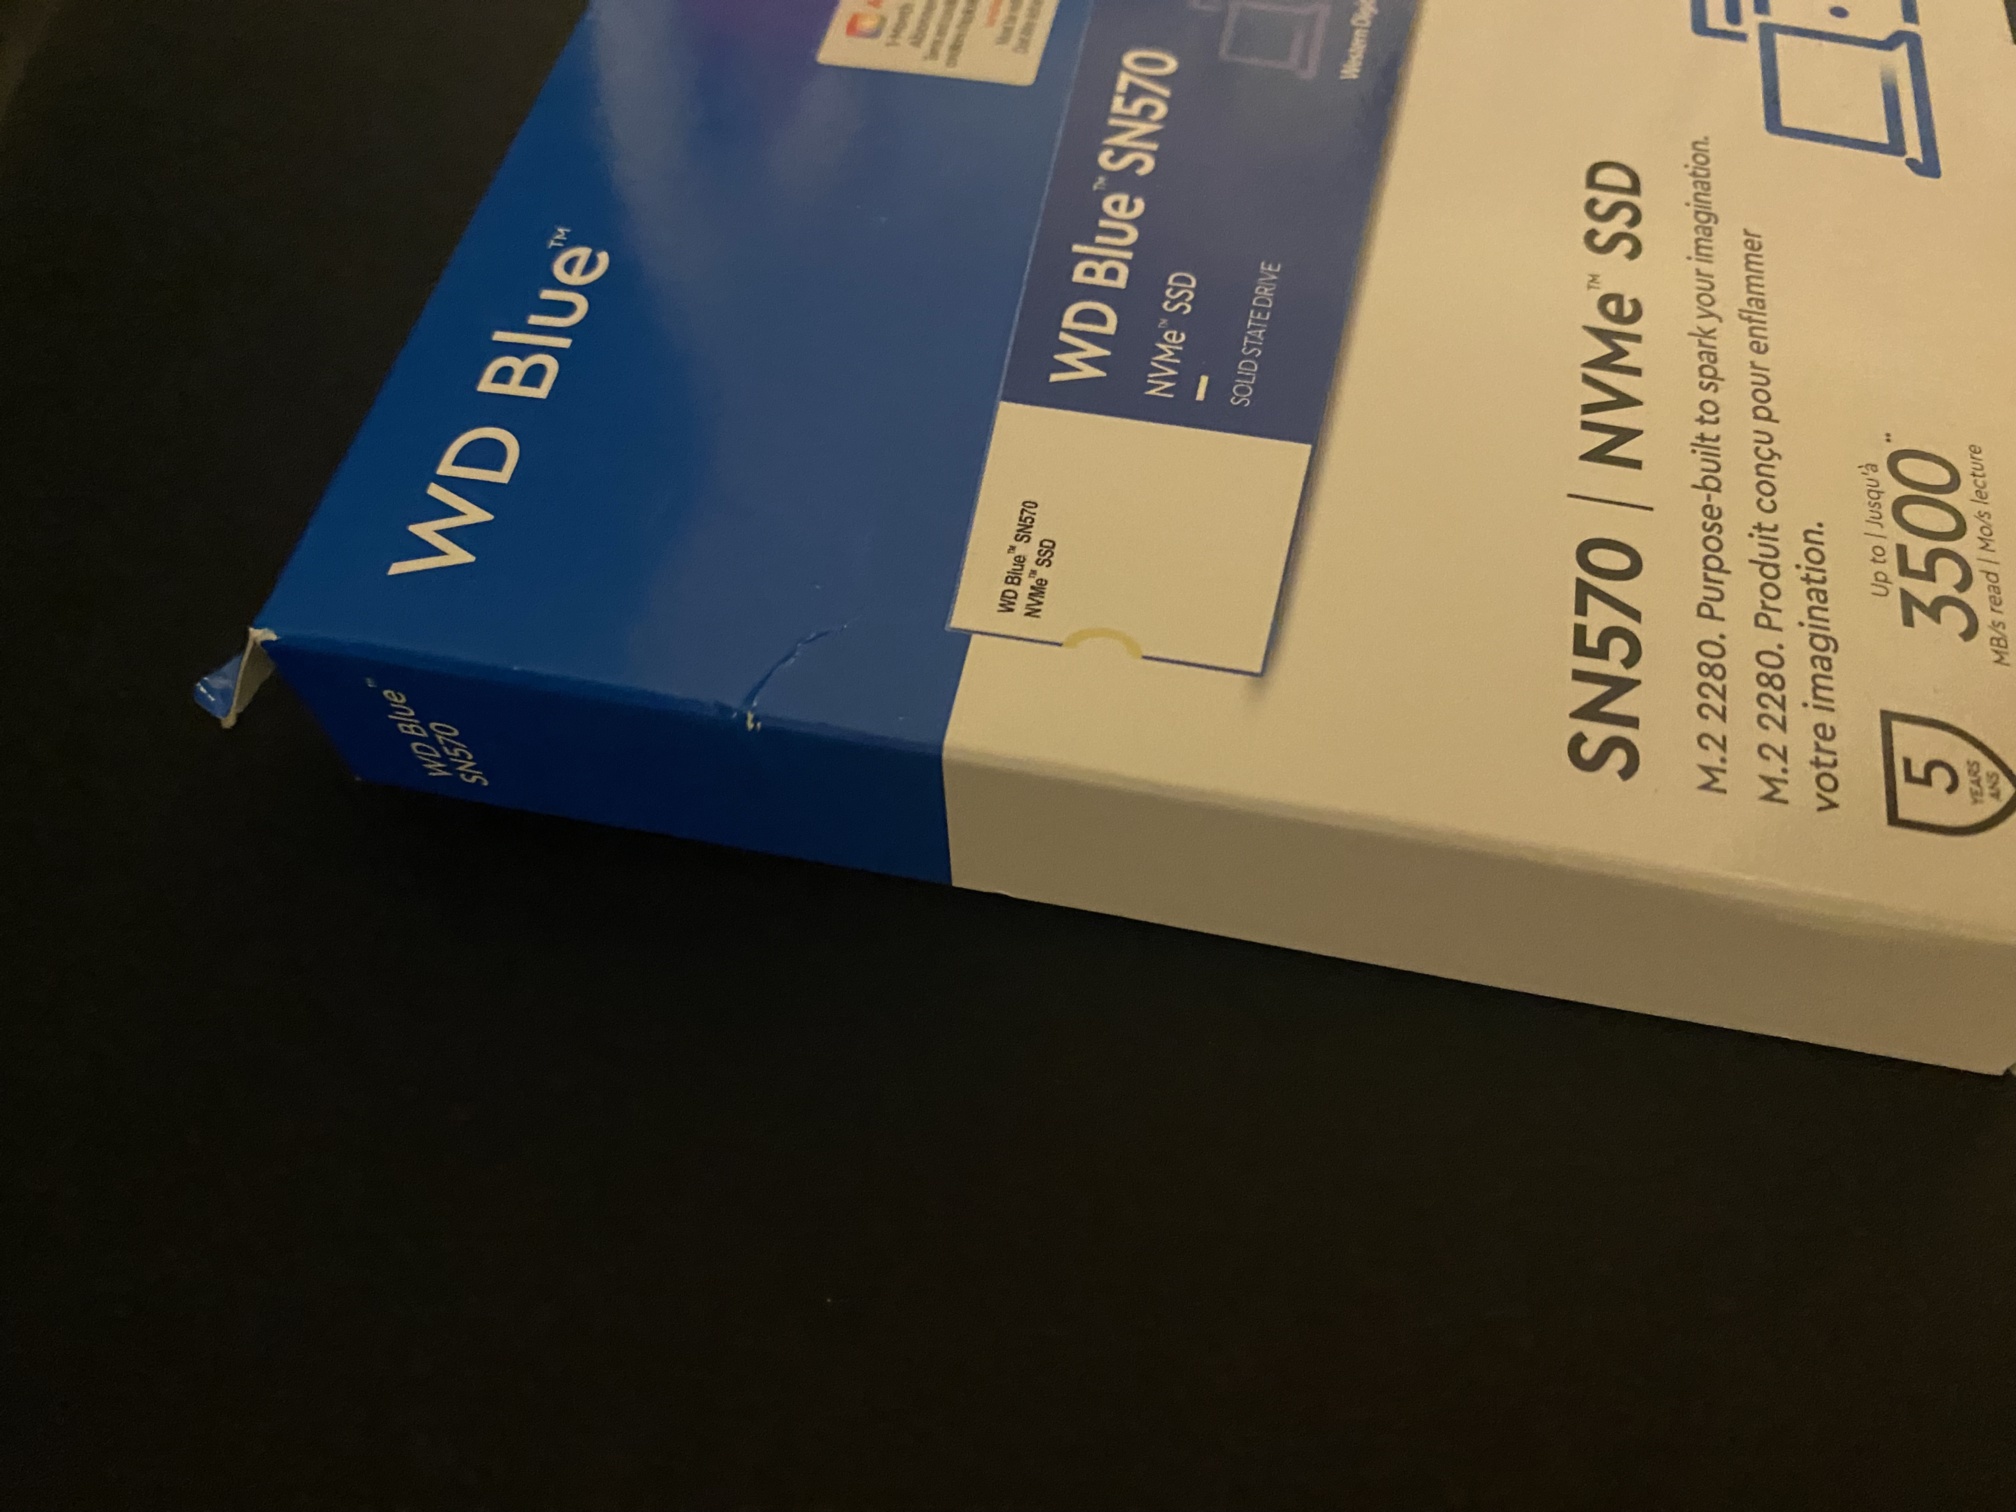 WD Blue™
WD Blue™
SN570
1-Month
WD Blue™ SN570
NVMe™ SSD
SOLID STATE DRIVE
WD Blue™ SN570
NVMe™ SSD
SN570 | NVMe™ SSD
M.2 2280. Purpose-built to spark your imagination.
M.2 2280. Produit conçu pour enflammer
votre imagination.
5
YEARS
ANS
Up to | Jusqu'à
3500**
MB/s read | Mo/s lecture